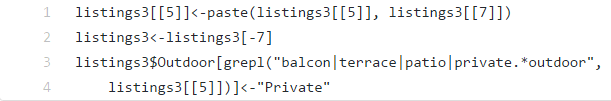 1 listings3[[5]]<-paste(listings3[[5]], listings3[[7]])
2 listings3<-listings3[-7]
3 listings3$Outdoor[grepl("balcon|terrace|patio|private.*outdoor",
4     listings3[[5]])]<-"Private"